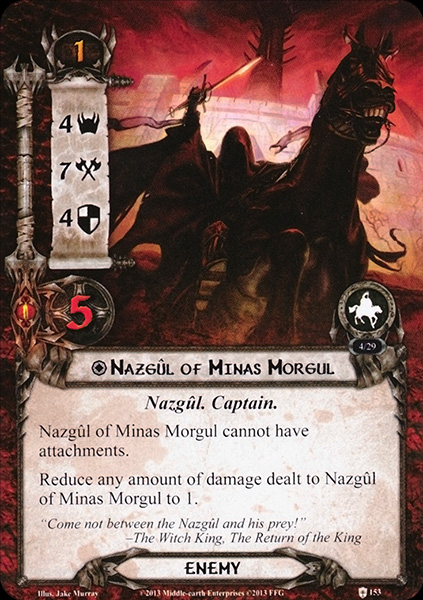 1
4
7
4
5
4/29
Nazgûl of Minas Morgul
Nazgûl. Captain.
Nazgûl of Minas Morgul cannot have
attachments.
Reduce any amount of damage dealt to Nazgûl
of Minas Morgul to 1.
“Come not between the Nazgûl and his prey!”
–The Witch King, The Return of the King
ENEMY
Illus. Jake Murray
©2013 Middle-earth Enterprises ©2013 FFG
153